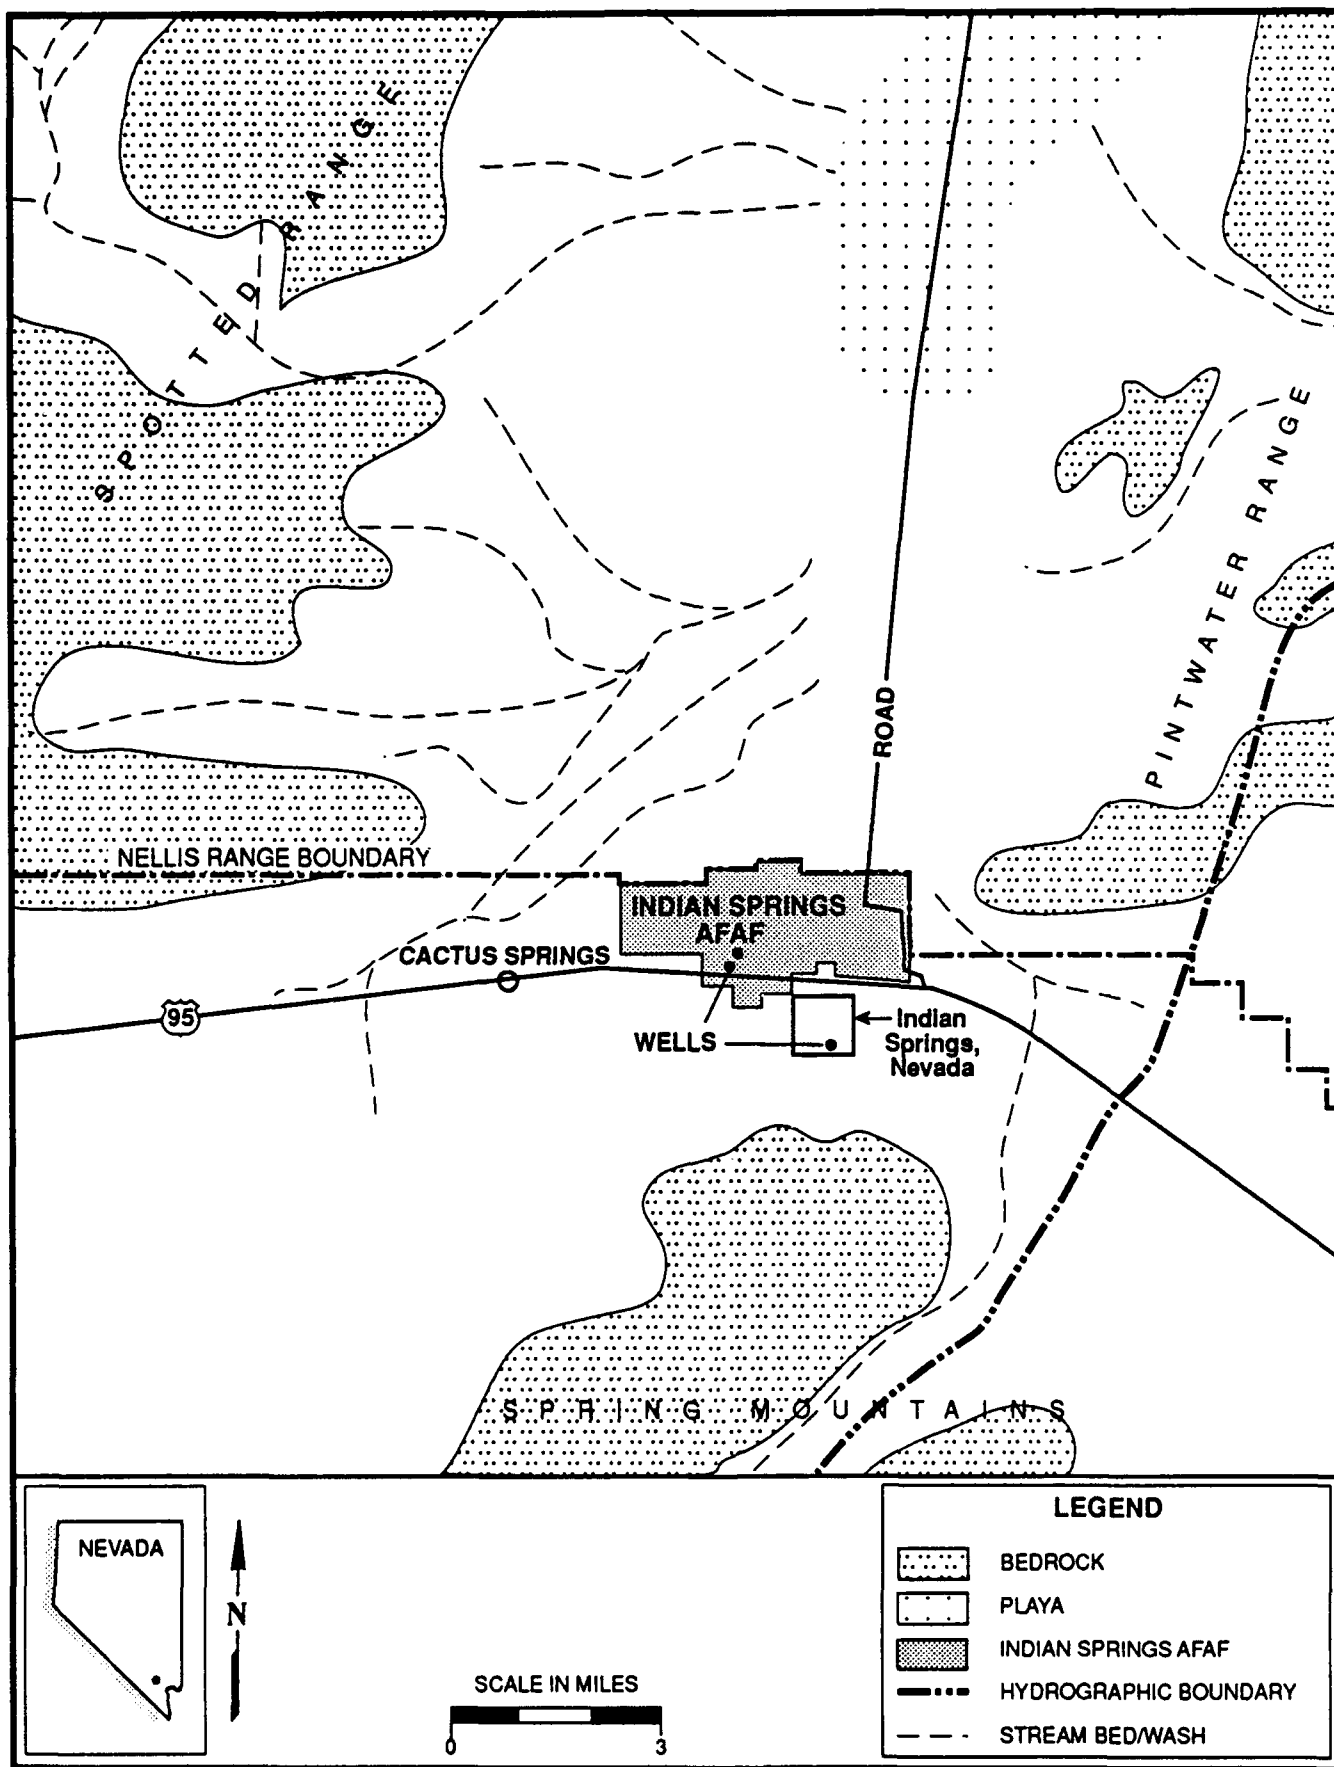 SPOTTED RANGE
PINTWATER RANGE
ROAD
NELLIS RANGE BOUNDARY
INDIAN SPRINGS
AFAF
CACTUS SPRINGS
95
WELLS
Indian
Springs,
Nevada
SPRING MOUNTAINS
NEVADA
N
SCALE IN MILES
0 3
LEGEND
BEDROCK
PLAYA
INDIAN SPRINGS AFAF
HYDROGRAPHIC BOUNDARY
STREAM BED/WASH